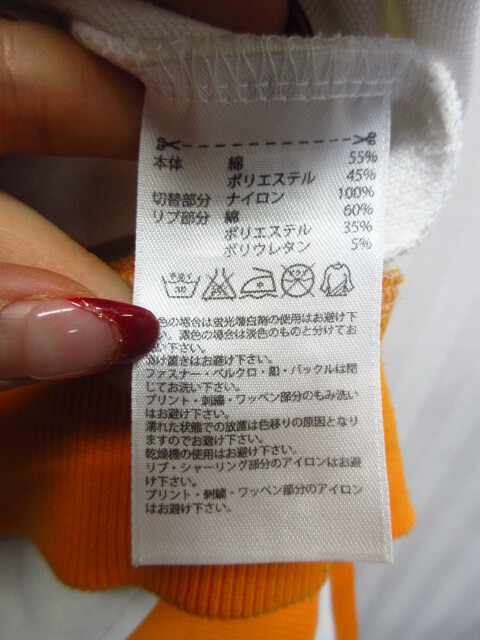 本体 綿 55%
ポリエステル 45%
切替部分 ナイロン 100%
リブ部分 綿 60%
ポリエステル 35%
ポリウレタン 5%
手洗イ 30
色の場合は蛍光増白剤の使用はお避け下
い。濃色の場合は淡色のものと分けてお
い下さい。
け置きはお避け下さい。
ファスナー・ベルクロ・釦・バックルは閉
じてお洗い下さい。
プリント・刺繍・ワッペン部分のもみ洗い
はお避け下さい。
濡れた状態での放置は色移りの原因となり
ますのでお避け下さい。
乾燥機の使用はお避け下さい。
リブ・シャーリング部分のアイロンはお避
け下さい。
プリント・刺繍・ワッペン部分のアイロン
はお避け下さい。